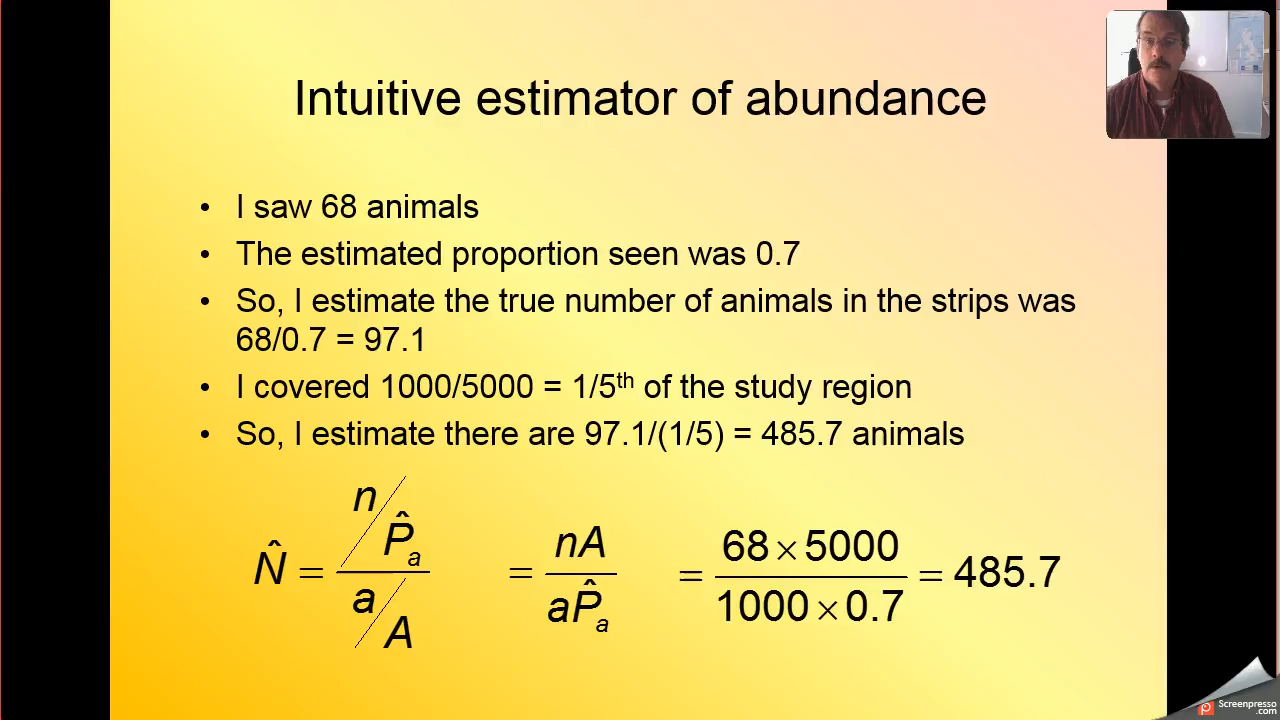 Intuitive estimator of abundance
• I saw 68 animals
• The estimated proportion seen was 0.7
• So, I estimate the true number of animals in the strips was
68/0.7 = 97.1
• I covered 1000/5000 = 1/5th of the study region
• So, I estimate there are 97.1/(1/5) = 485.7 animals
N̂ = (n/P̂a)/(a/A) = nA/aP̂a = 68×5000/1000×0.7 = 485.7
Screenpresso
.com